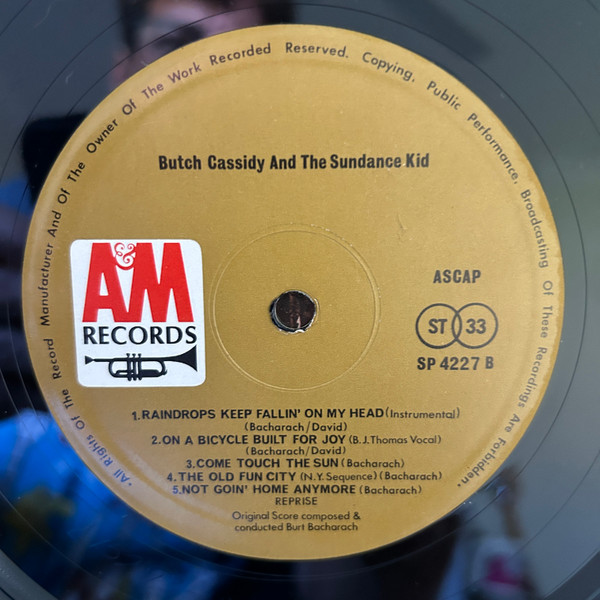 •All Rights Of The Record Manufacturer And Of The Owner Of The Work Recorded Reserved. Copying, Public Performance, Broadcasting Of These Recordings Are Forbidden•
Butch Cassidy And The Sundance Kid
A&M
RECORDS
ASCAP
ST 33
SP 4227 B
1.RAINDROPS KEEP FALLIN' ON MY HEAD (Instrumental)
(Bacharach/David)
2.ON A BICYCLE BUILT FOR JOY (B.J.Thomas Vocal)
(Bacharach/David)
3.COME TOUCH THE SUN (Bacharach)
4.THE OLD FUN CITY (N.Y.Sequence) (Bacharach)
5.NOT GOIN' HOME ANYMORE (Bacharach)
REPRISE
Original Score composed &
conducted Burt Bacharach